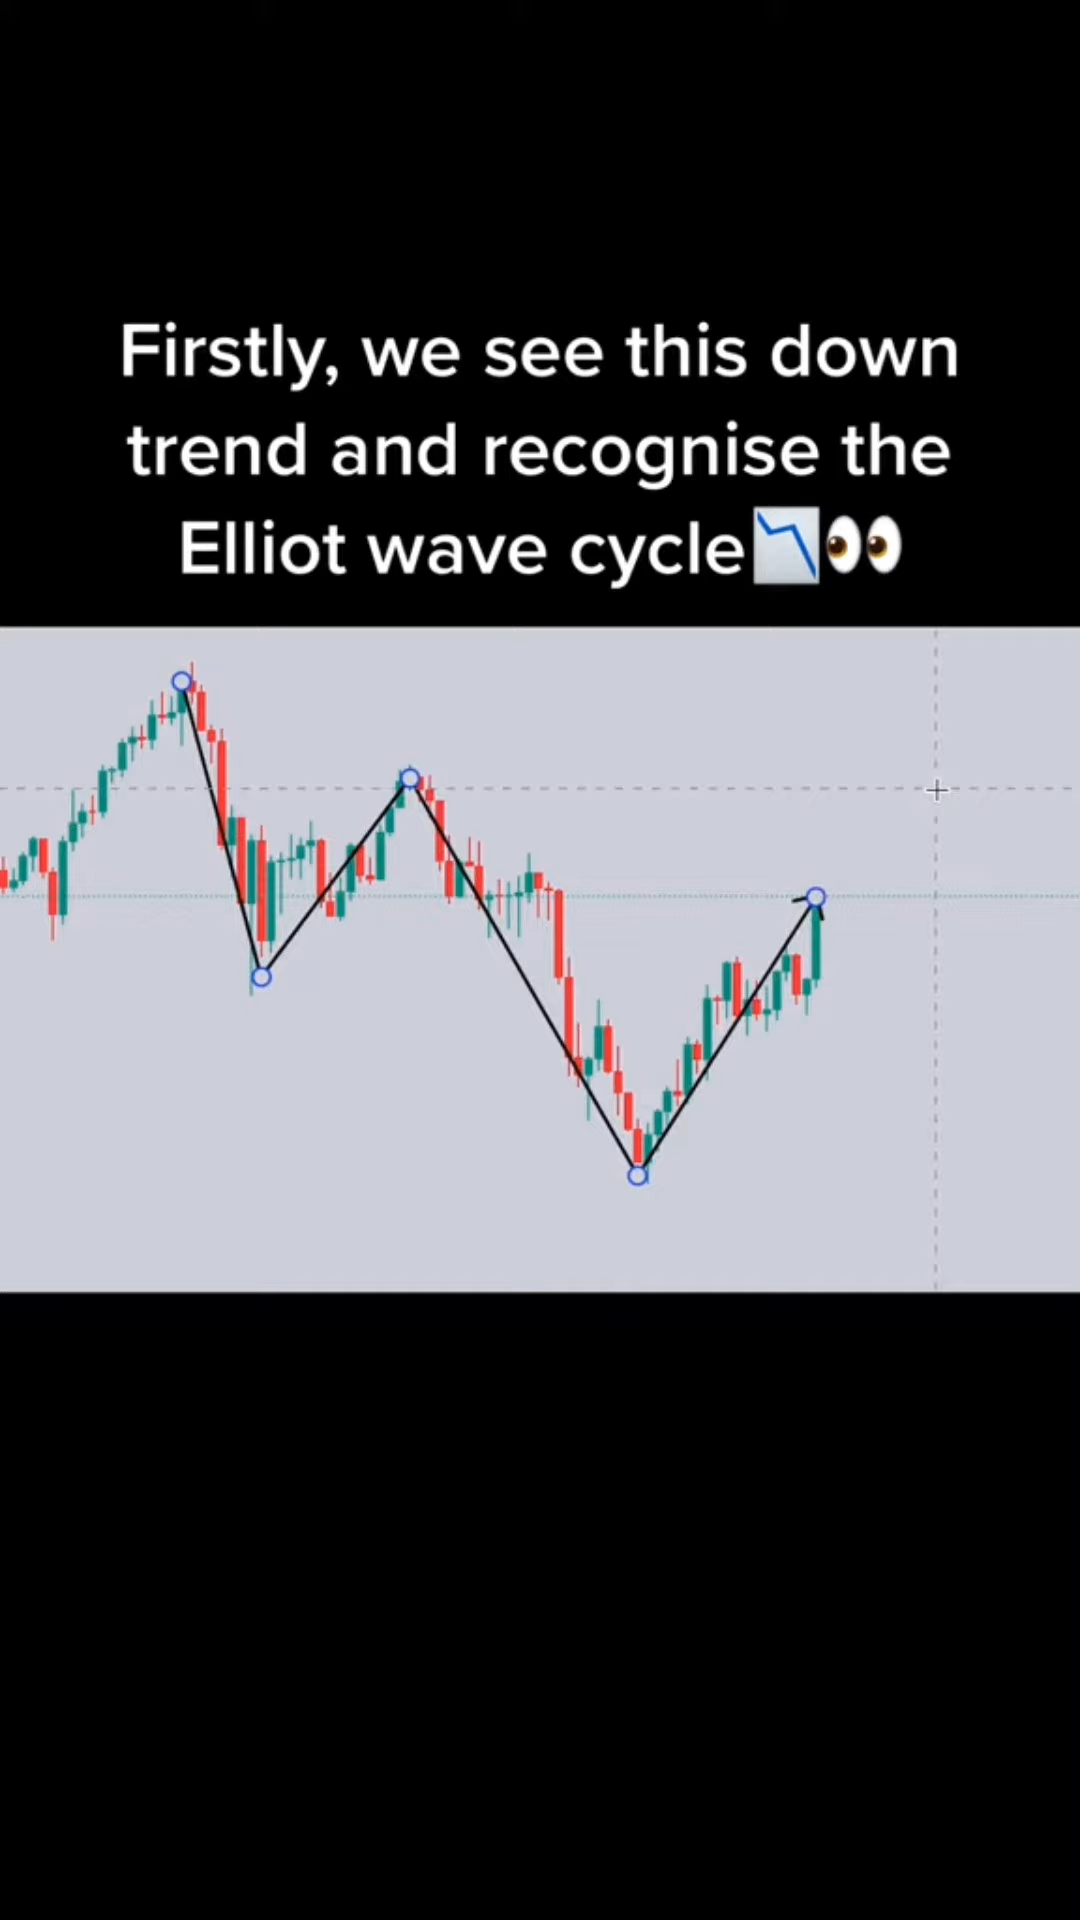 Firstly, we see this down
trend and recognise the
Elliot wave cycle📉👀